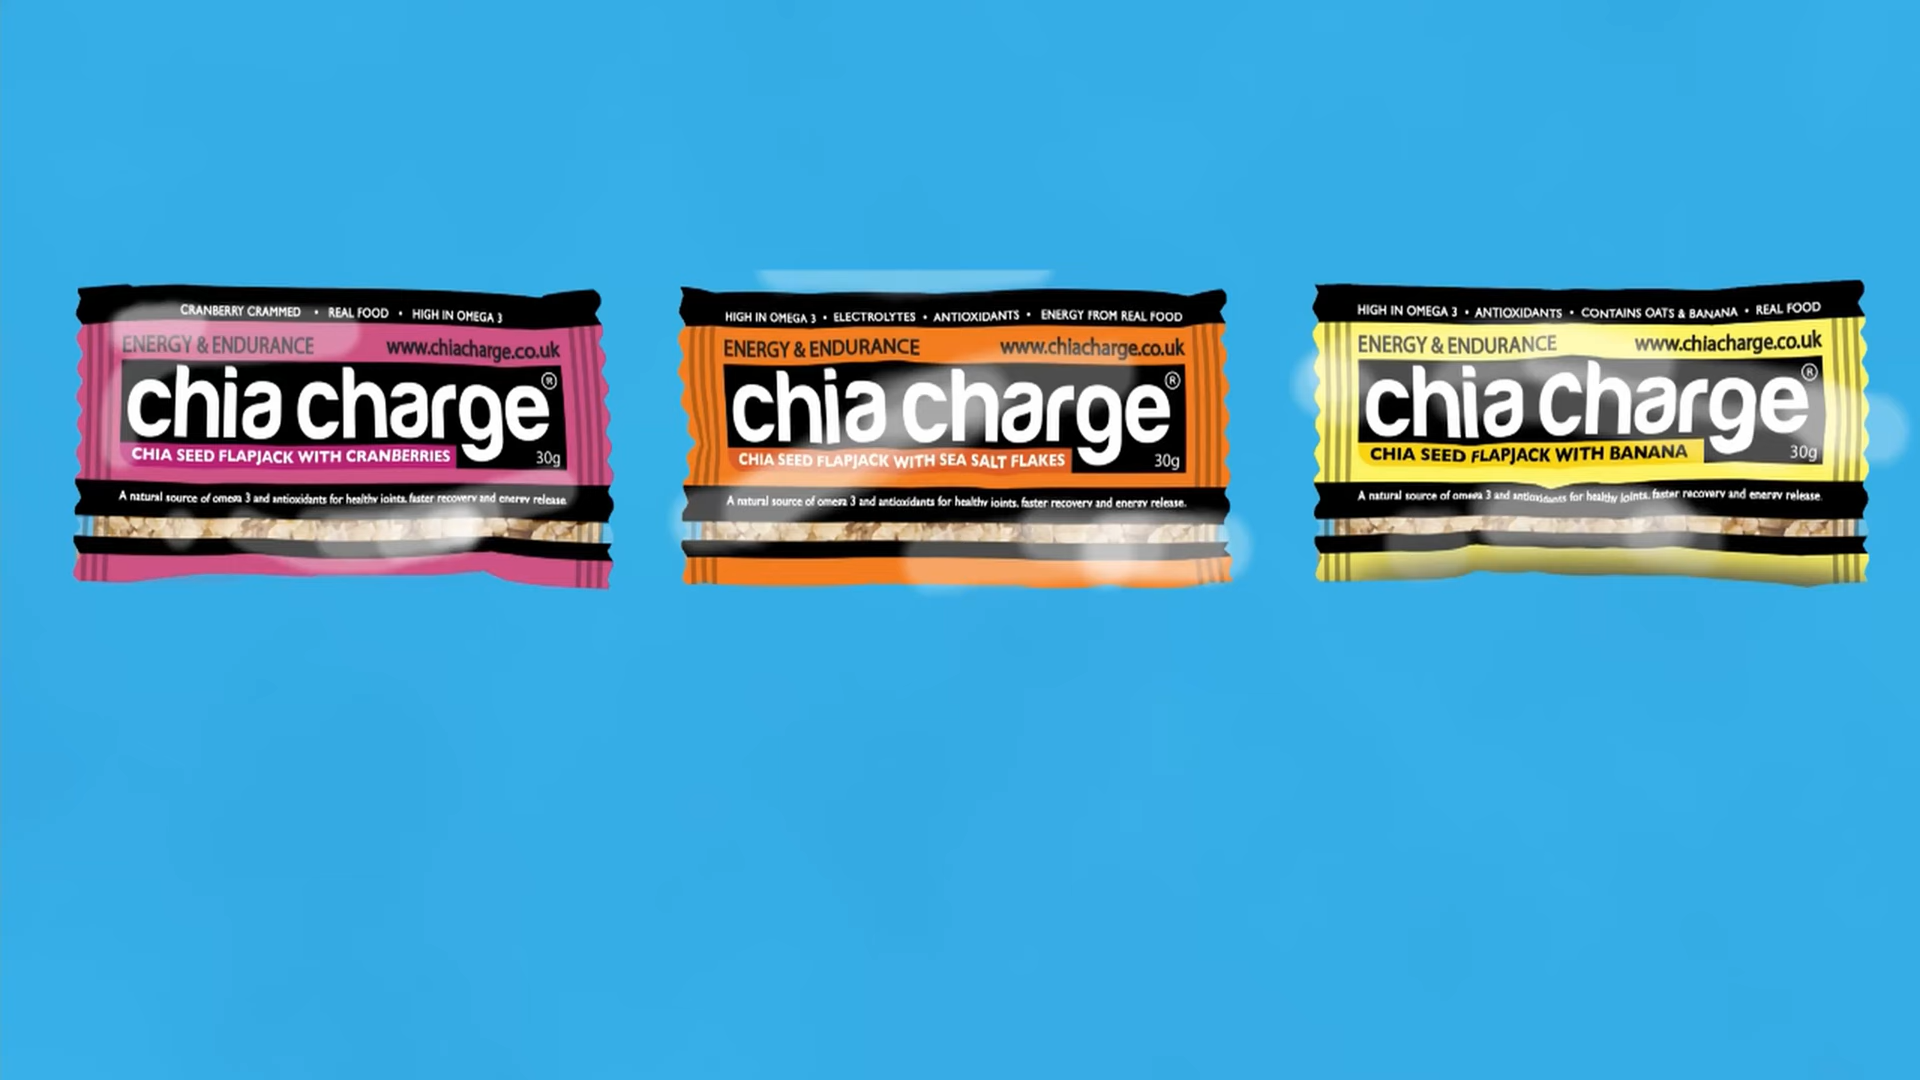 CRANBERRY CRAMMED • REAL FOOD • HIGH IN OMEGA 3
ENERGY & ENDURANCE www.chiacharge.co.uk
chia charge®
CHIA SEED FLAPJACK WITH CRANBERRIES
30g
A natural source of omega 3 and antioxidants for healthy joints, faster recovery and energy release.
HIGH IN OMEGA 3 • ELECTROLYTES • ANTIOXIDANTS • ENERGY FROM REAL FOOD
ENERGY & ENDURANCE www.chiacharge.co.uk
chia charge®
CHIA SEED FLAPJACK WITH SEA SALT FLAKES
30g
A natural source of omega 3 and antioxidants for healthy joints, faster recovery and energy release.
HIGH IN OMEGA 3 • ANTIOXIDANTS • CONTAINS OATS & BANANA • REAL FOOD
ENERGY & ENDURANCE www.chiacharge.co.uk
chia charge®
CHIA SEED FLAPJACK WITH BANANA
30g
A natural source of omega 3 and antioxidants for healthy joints, faster recovery and energy release.